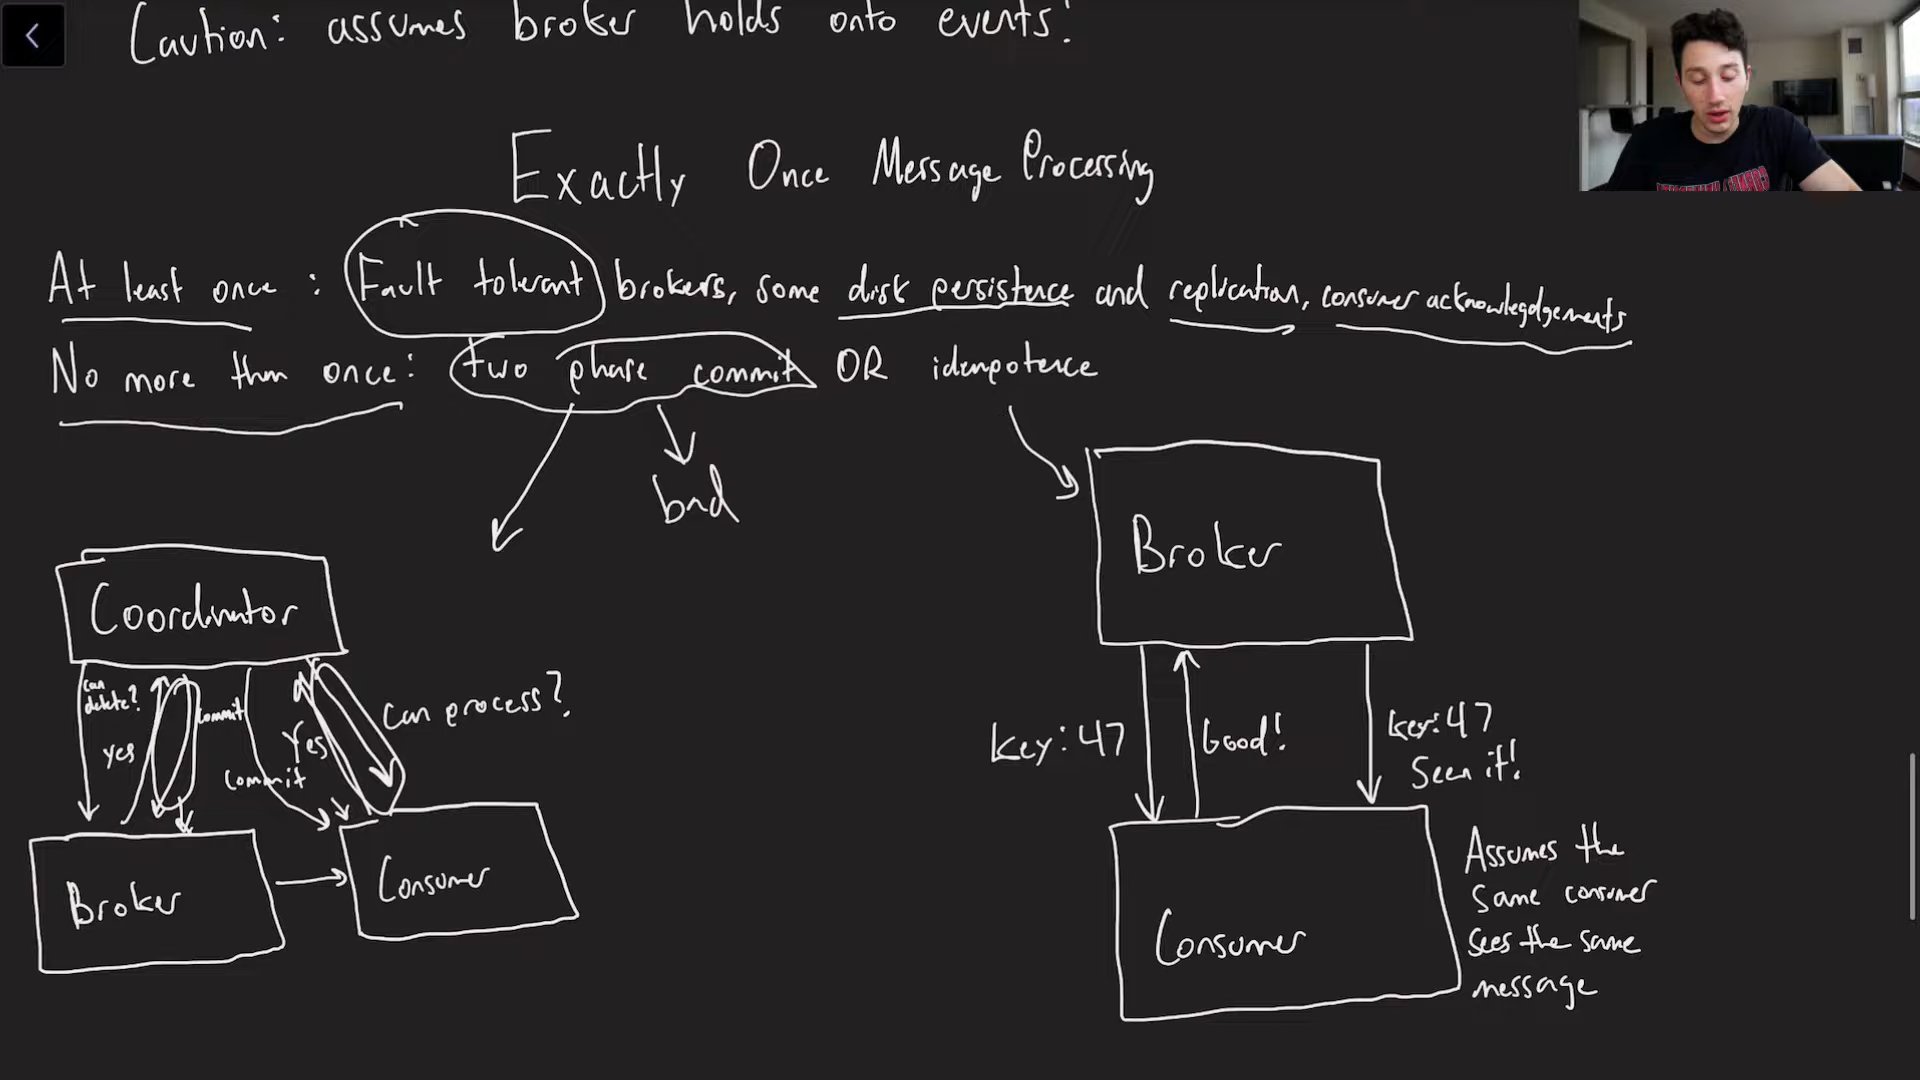 Caution: assumes broker holds onto events!
Exactly Once Message Processing
At least once: Fault tolerant brokers, some disk persistence and replication, consumer acknowlegdgements
No more than once: two phase commit OR idempotence
bad
Broker
Coordinator
can delete?
yes
commit
Yes
commit
Can process?
key: 47
Good!
key: 47
Seen it!
Broker
Consumer
Consumer
Assumes the
same consumer
sees the same
message